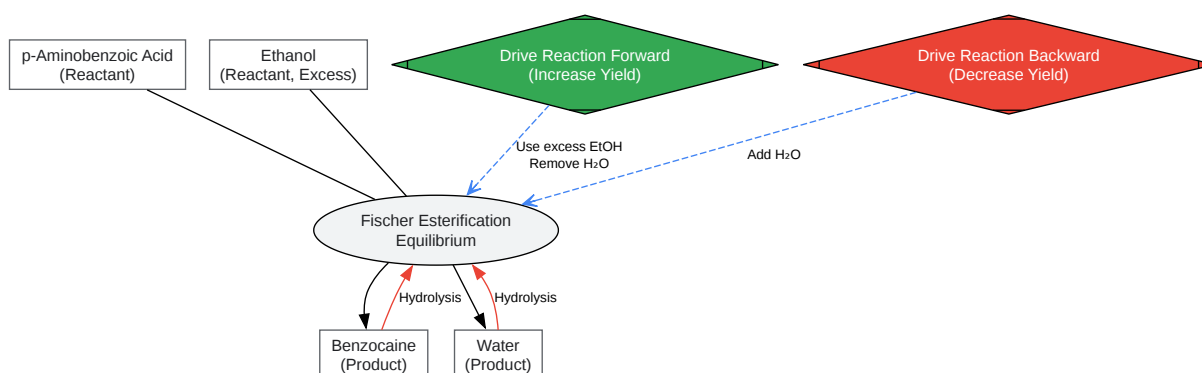 p-Aminobenzoic Acid
(Reactant)
Ethanol
(Reactant, Excess)
Drive Reaction Forward
(Increase Yield)
Drive Reaction Backward
(Decrease Yield)
Use excess EtOH
Remove H₂O
Add H₂O
Fischer Esterification
Equilibrium
Hydrolysis
Hydrolysis
Benzocaine
(Product)
Water
(Product)